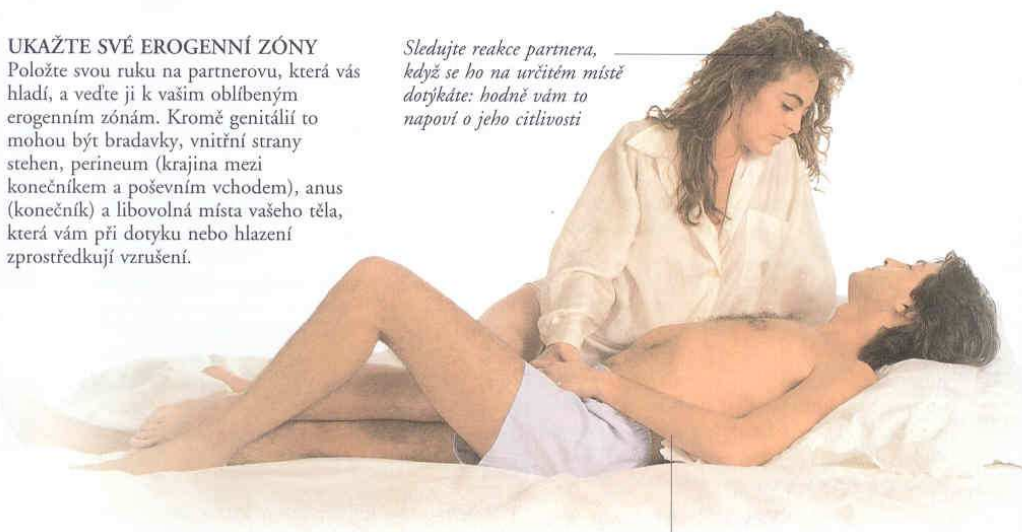 UKAŽTE SVÉ EROGENNÍ ZÓNY
Položte svou ruku na partnerovu, která vás
hladí, a veďte ji k vašim oblíbeným
erogenním zónám. Kromě genitálií to
mohou být bradavky, vnitřní strany
stehen, perineum (krajina mezi
konečníkem a poševním vchodem), anus
(konečník) a libovolná místa vašeho těla,
která vám při dotyku nebo hlazení
zprostředkují vzrušení.
Sledujte reakce partnera,
když se ho na určitém místě
dotýkáte: hodně vám to
napoví o jeho citlivosti